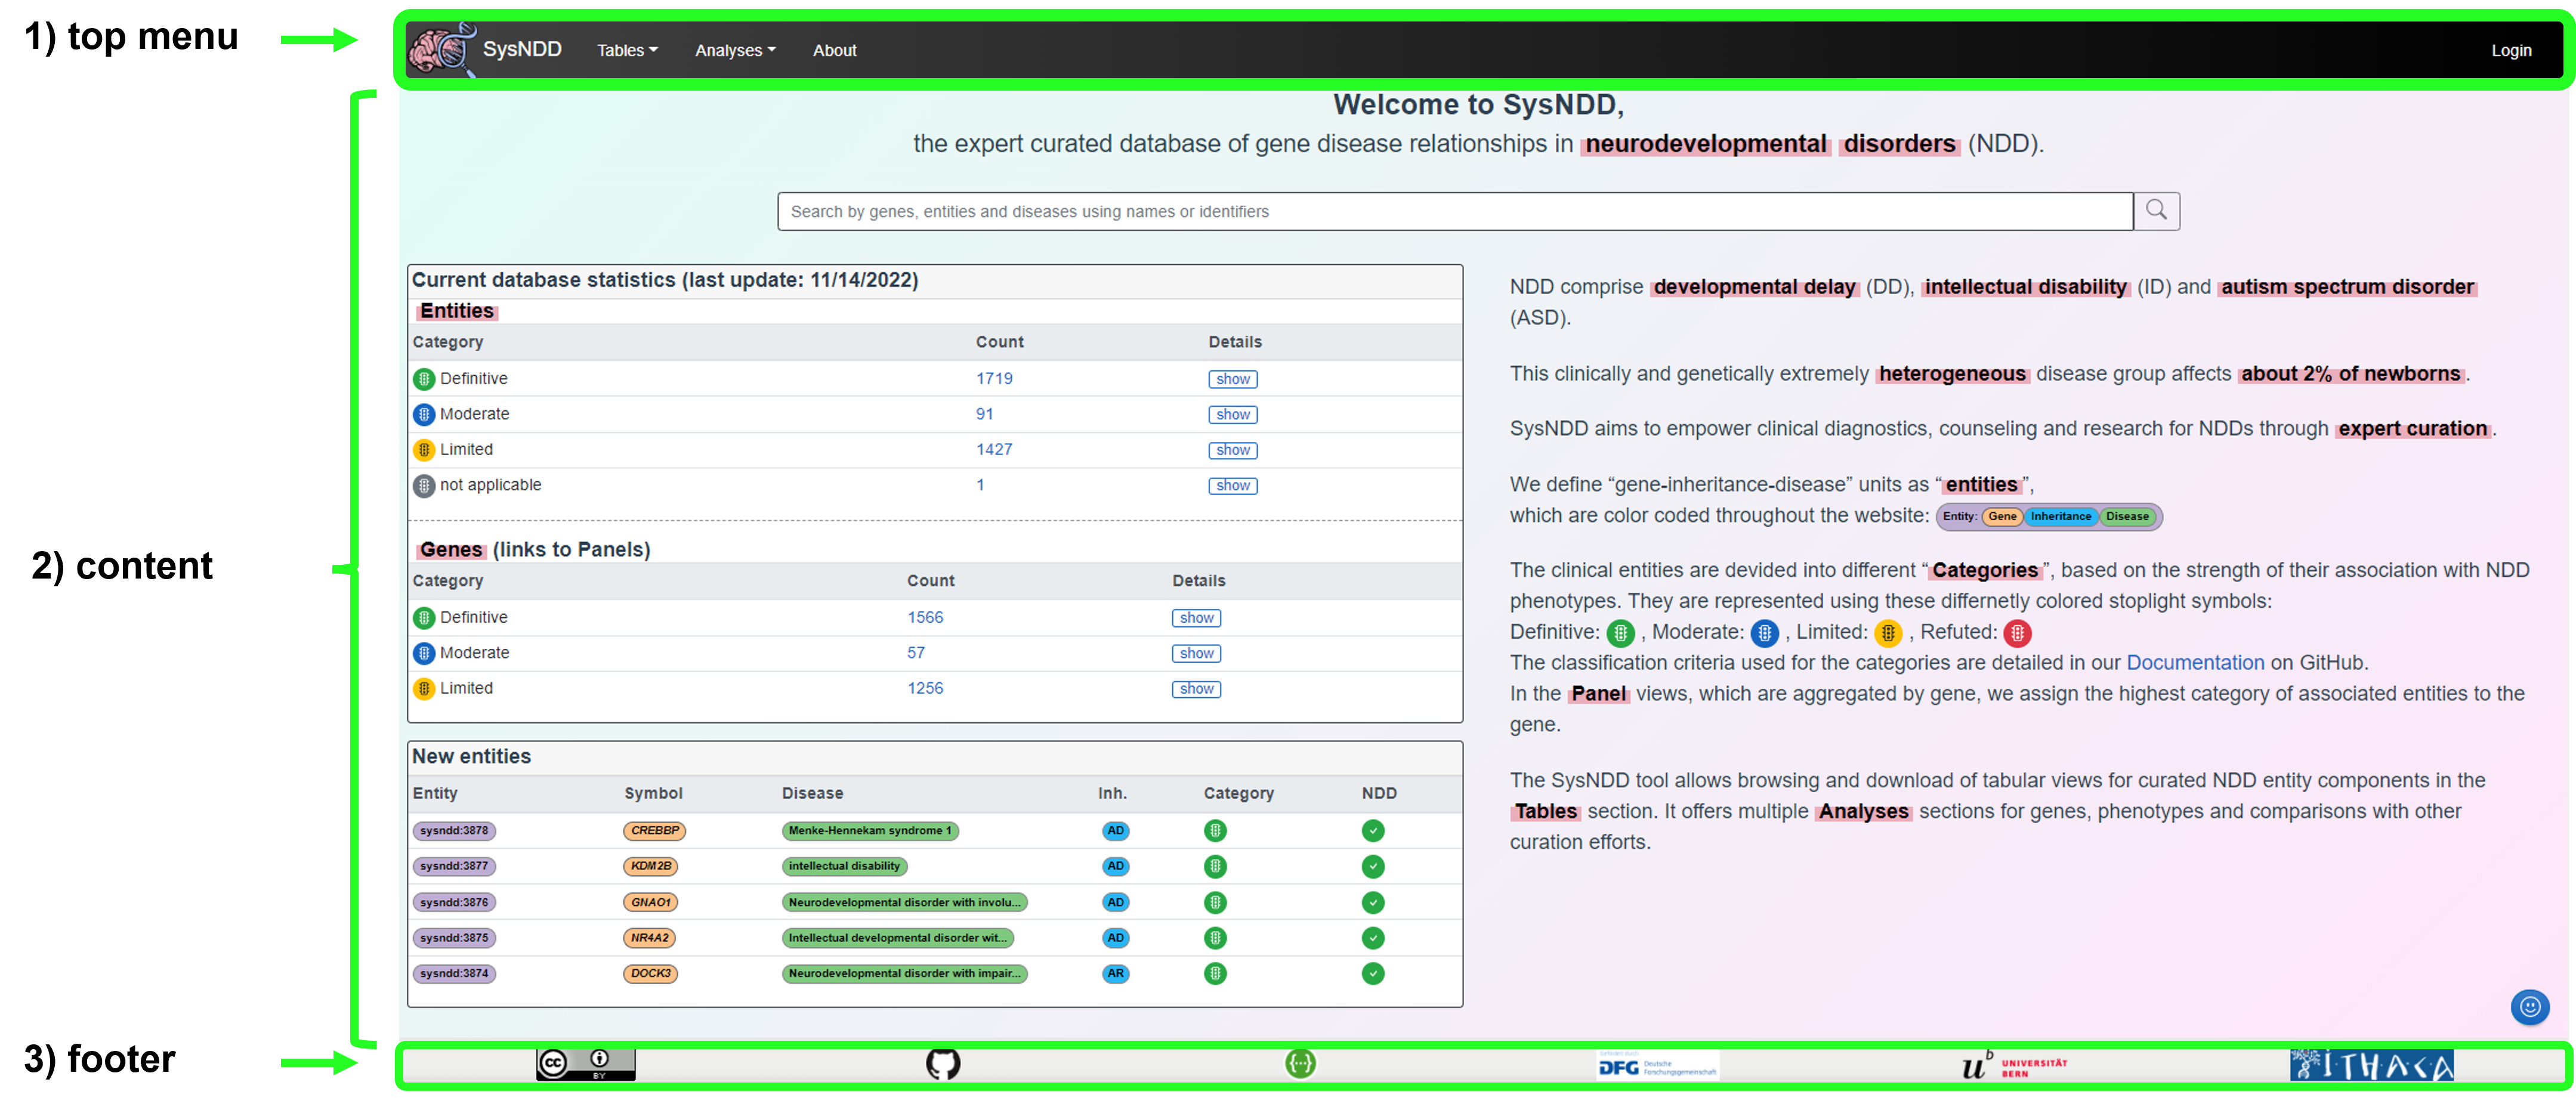 1) top menu
SysNDD Tables Analyses About Login
2) content
Welcome to SysNDD,
the expert curated database of gene disease relationships in neurodevelopmental disorders (NDD).
Search by genes, entities and diseases using names or identifiers
Current database statistics (last update: 11/14/2022)
Entities
Category Count Details
Definitive 1719 show
Moderate 91 show
Limited 1427 show
not applicable 1 show
Genes (links to Panels)
Category Count Details
Definitive 1566 show
Moderate 57 show
Limited 1256 show
New entities
Entity Symbol Disease Inh. Category NDD
sysndd:3878 CREBBP Menke-Hennekam syndrome 1 AD
sysndd:3877 KDM2B intellectual disability AD
sysndd:3876 GNAO1 Neurodevelopmental disorder with involu... AD
sysndd:3875 NR4A2 Intellectual developmental disorder wit... AD
sysndd:3874 DOCK3 Neurodevelopmental disorder with impair... AR
NDD comprise developmental delay (DD), intellectual disability (ID) and autism spectrum disorder
(ASD).
This clinically and genetically extremely heterogeneous disease group affects about 2% of newborns.
SysNDD aims to empower clinical diagnostics, counseling and research for NDDs through expert curation.
We define “gene-inheritance-disease” units as “entities”,
which are color coded throughout the website: Entity: Gene Inheritance Disease
The clinical entities are devided into different “Categories”, based on the strength of their association with NDD
phenotypes. They are represented using these differnetly colored stoplight symbols:
Definitive: , Moderate: , Limited: , Refuted:
The classification criteria used for the categories are detailed in our Documentation on GitHub.
In the Panel views, which are aggregated by gene, we assign the highest category of associated entities to the
gene.
The SysNDD tool allows browsing and download of tabular views for curated NDD entity components in the
Tables section. It offers multiple Analyses sections for genes, phenotypes and comparisons with other
curation efforts.
3) footer
cc BY
{...}
DFG Deutsche
Forschungsgemeinschaft
u b UNIVERSITÄT
BERN
ITHACA